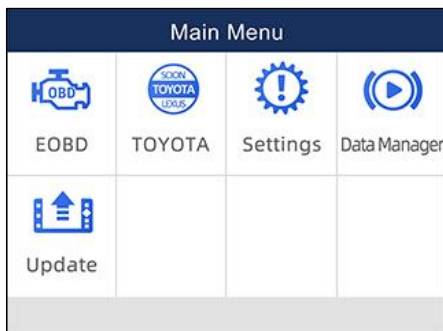 Main Menu
OBD
SCION
TOYOTA
LEXUS
EOBD
TOYOTA
Settings
Data Manager
Update